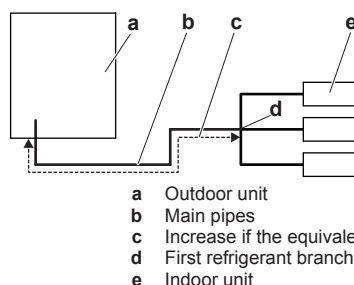 a
b
c
e
d
a Outdoor unit
b Main pipes
c Increase if the equivale
d First refrigerant branch
e Indoor unit